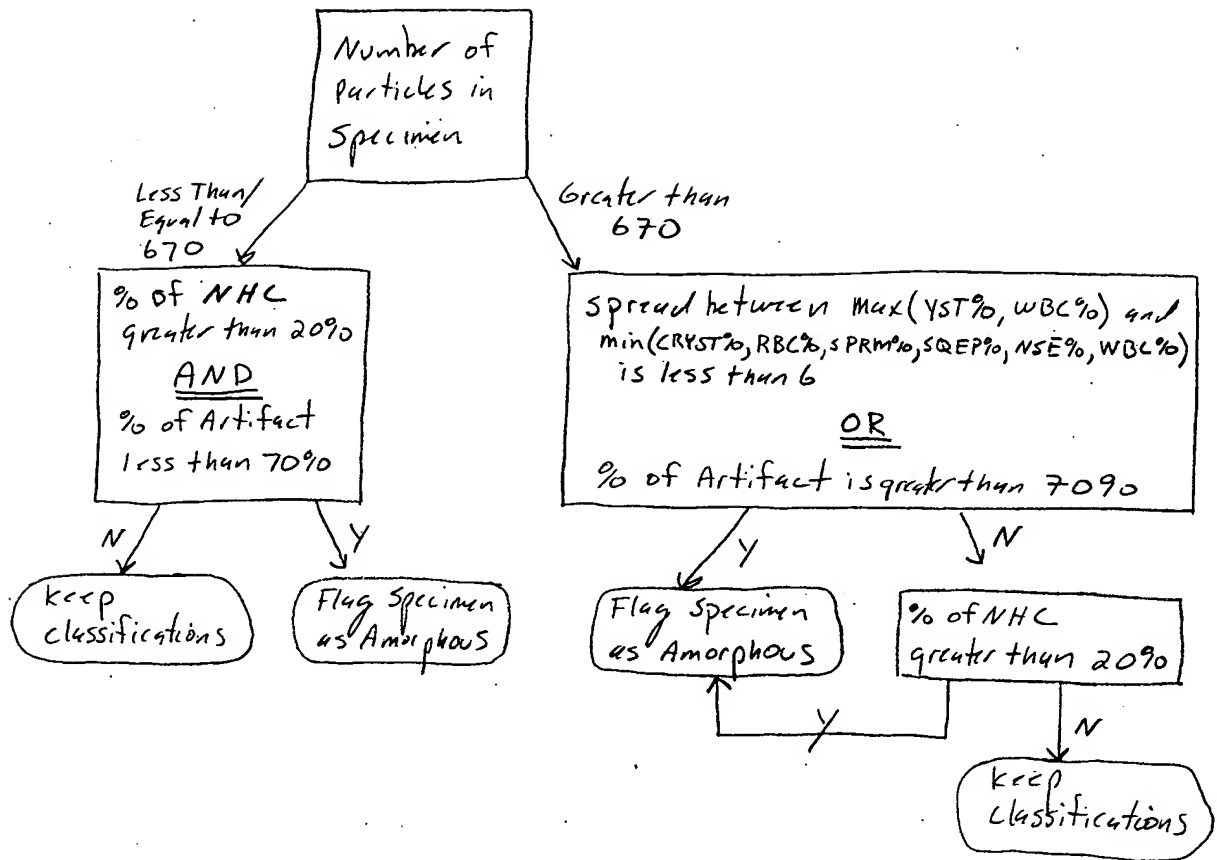 Number of
Particles in
Specimen
Less Than/
Equal to
670
Greater than
670
% of NHC
greater than 20%
AND
% of Artifact
less than 70%
spread between max(YST%, WBC%) and
min(CRYST%, RBC%, SPRM%, SQEP%, NSE%, WBC%)
is less than 6
OR
% of Artifact is greater than 70%
N
Y
Y
N
keep
classifications
Flag Specimen
as Amorphous
Flag Specimen
as Amorphous
% of NHC
greater than 20%
Y
N
keep
classifications